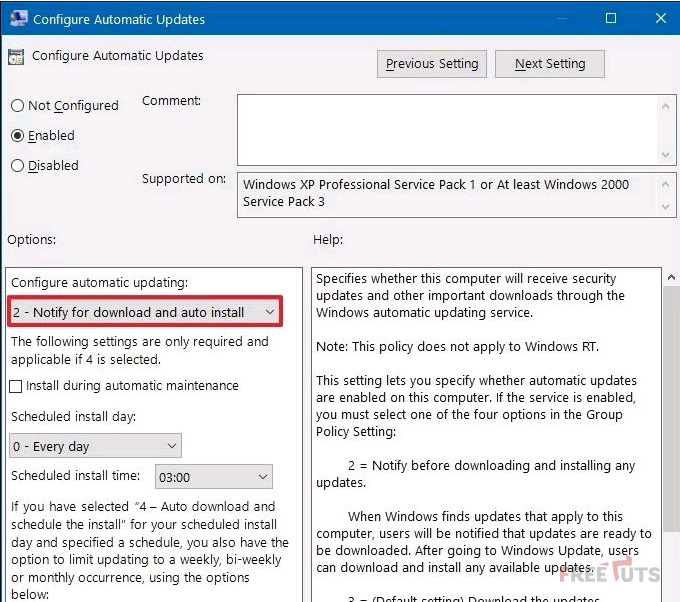 Configure Automatic Updates
Configure Automatic Updates
Previous Setting
Next Setting
Not Configured
Enabled
Disabled
Comment:
Supported on:
Windows XP Professional Service Pack 1 or At least Windows 2000
Service Pack 3
Options:
Help:
Configure automatic updating:
2 - Notify for download and auto install
The following settings are only required and
applicable if 4 is selected.
Install during automatic maintenance
Scheduled install day:
0 - Every day
Scheduled install time:
03:00
If you have selected “4 – Auto download and
schedule the install” for your scheduled install
day and specified a schedule, you also have the
option to limit updating to a weekly, bi-weekly
or monthly occurrence, using the options
below:
Specifies whether this computer will receive security
updates and other important downloads through the
Windows automatic updating service.
Note: This policy does not apply to Windows RT.
This setting lets you specify whether automatic updates
are enabled on this computer. If the service is enabled,
you must select one of the four options in the Group
Policy Setting:
2 = Notify before downloading and installing any
updates.
When Windows finds updates that apply to this
computer, users will be notified that updates are ready to
be downloaded. After going to Windows Update, users
can download and install any available updates.
3 = (Default setting) Download the updates
FREETUTS